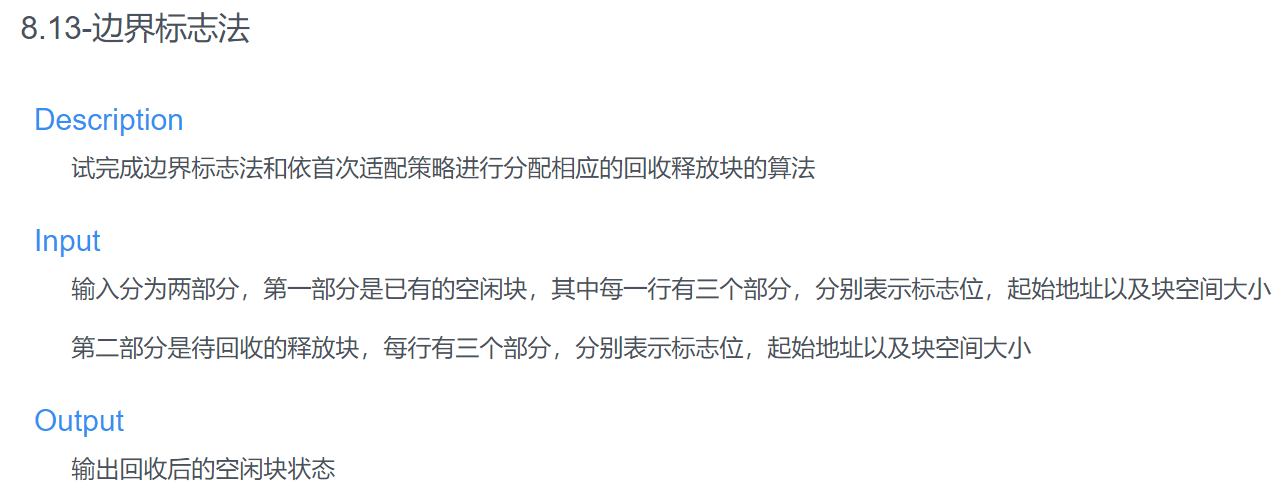 8.13-边界标志法
Description
试完成边界标志法和依首次适配策略进行分配相应的回收释放块的算法
Input
输入分为两部分，第一部分是已有的空闲块，其中每一行有三个部分，分别表示标志位，起始地址以及块空间大小
第二部分是待回收的释放块，每行有三个部分，分别表示标志位，起始地址以及块空间大小
Output
输出回收后的空闲块状态